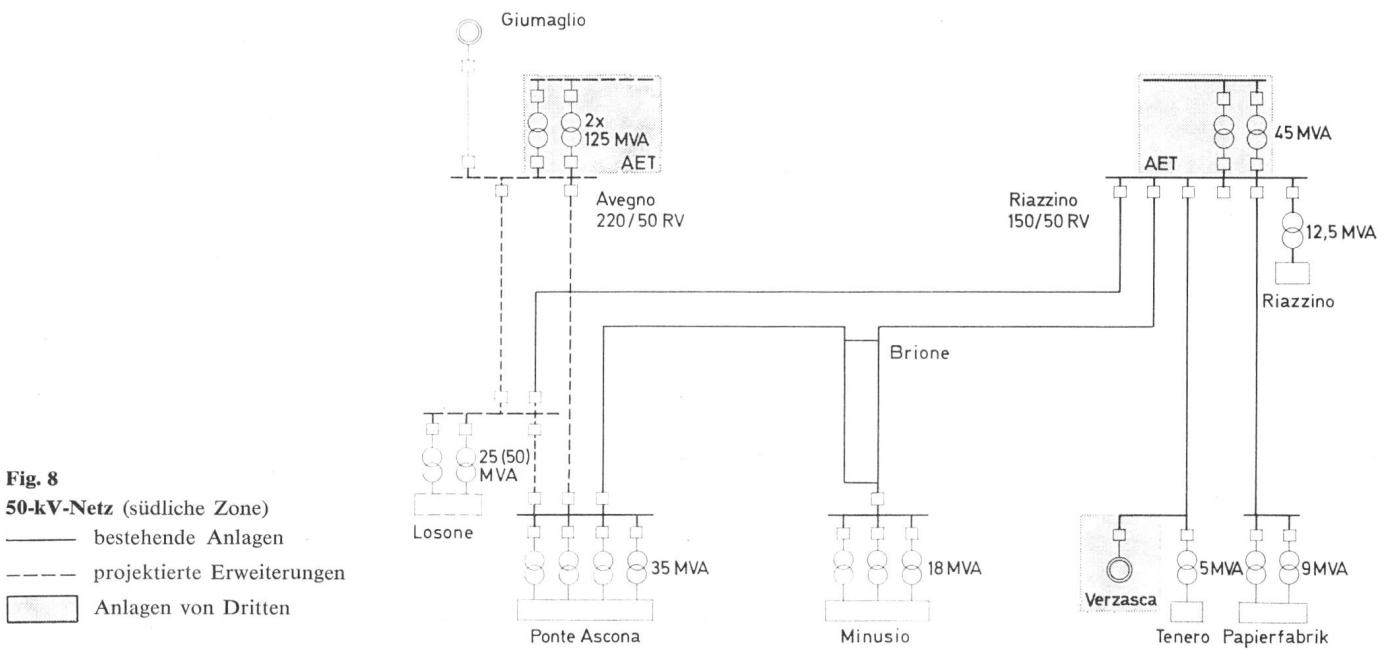 Giumaglio
2x
125 MVA
AET
Avegno
220/50 RV
45 MVA
AET
Riazzino
150/50 RV
12,5 MVA
Riazzino
Brione
25 (50)
MVA
Losone
35 MVA
Ponte Ascona
18 MVA
Minusio
Verzasca
5 MVA
Tenero
9 MVA
Papierfabrik
Fig. 8
50-kV-Netz (südliche Zone)
bestehende Anlagen
projektierte Erweiterungen
Anlagen von Dritten